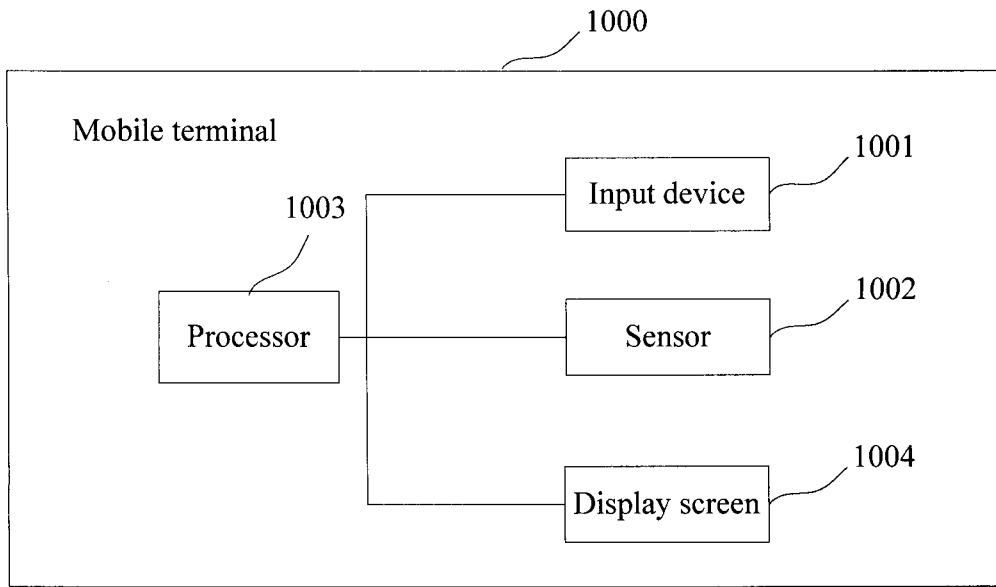 1000
Mobile terminal
1001
Input device
1003
1002
Processor
Sensor
1004
Display screen